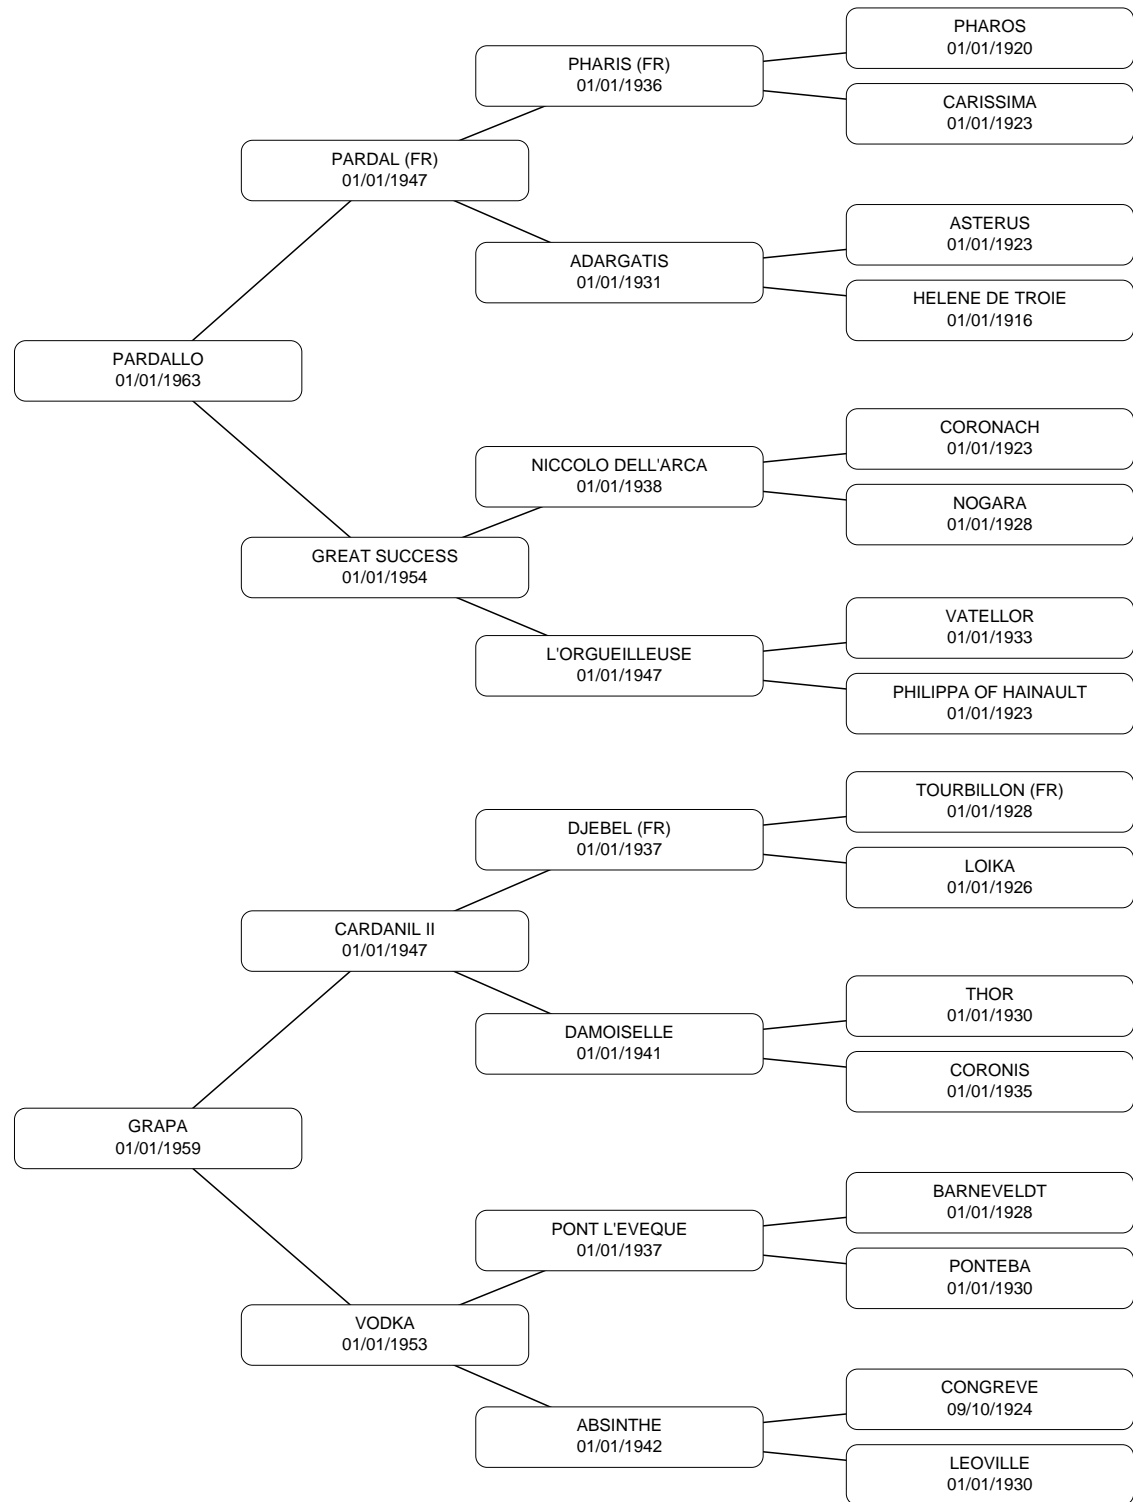 PHAROS
01/01/1920
PHARIS (FR)
01/01/1936
CARISSIMA
01/01/1923
PARDAL (FR)
01/01/1947
ASTERUS
01/01/1923
ADARGATIS
01/01/1931
HELENE DE TROIE
01/01/1916
PARDALLO
01/01/1963
CORONACH
01/01/1923
NICCOLO DELL'ARCA
01/01/1938
NOGARA
01/01/1928
GREAT SUCCESS
01/01/1954
VATELLOR
01/01/1933
L'ORGUEILLEUSE
01/01/1947
PHILIPPA OF HAINAULT
01/01/1923
TOURBILLON (FR)
01/01/1928
DJEBEL (FR)
01/01/1937
LOIKA
01/01/1926
CARDANIL II
01/01/1947
THOR
01/01/1930
DAMOISELLE
01/01/1941
CORONIS
01/01/1935
GRAPA
01/01/1959
BARNEVELDT
01/01/1928
PONT L'EVEQUE
01/01/1937
PONTEBA
01/01/1930
VODKA
01/01/1953
CONGREVE
09/10/1924
ABSINTHE
01/01/1942
LEOVILLE
01/01/1930